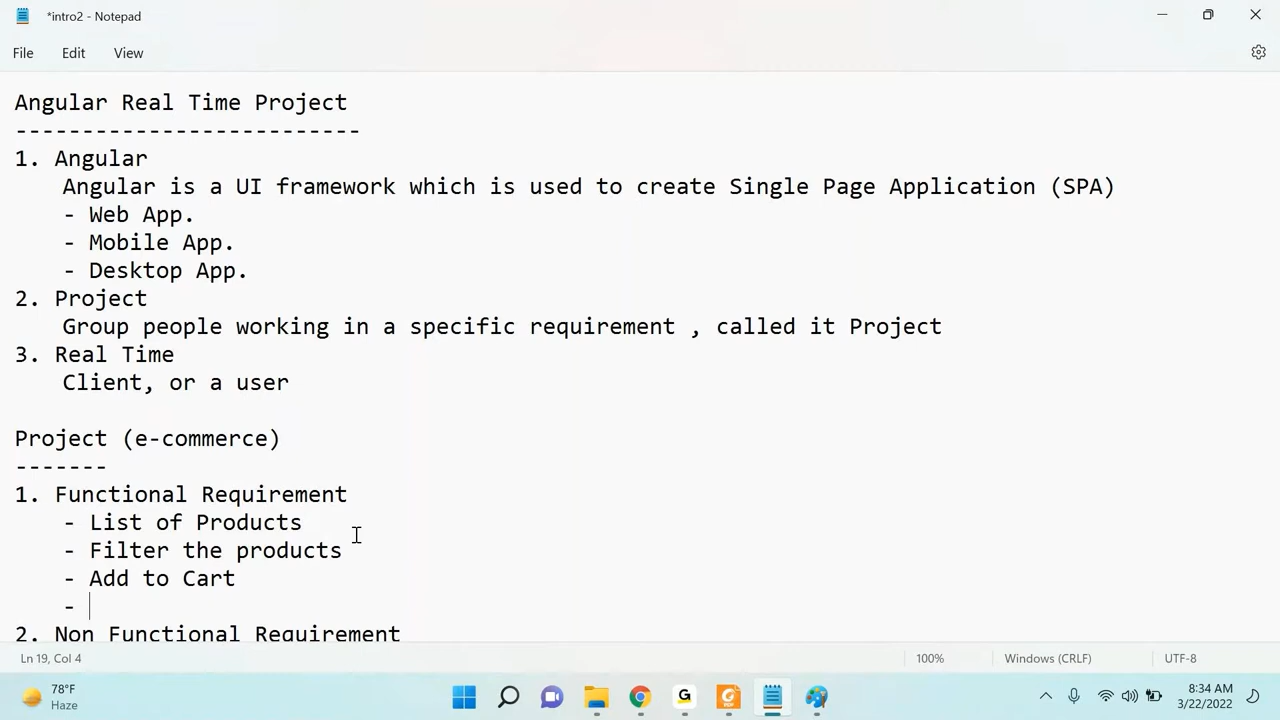 *intro2 - Notepad
File Edit View
Angular Real Time Project
--------------------------
1. Angular
Angular is a UI framework which is used to create Single Page Application (SPA)
- Web App.
- Mobile App.
- Desktop App.
2. Project
Group people working in a specific requirement , called it Project
3. Real Time
Client, or a user
Project (e-commerce)
-------
1. Functional Requirement
- List of Products
- Filter the products
- Add to Cart
-
2. Non Functional Requirement
Ln 19, Col 4 100% Windows (CRLF) UTF-8
78°F
Haze
G
8:34 AM
3/22/2022